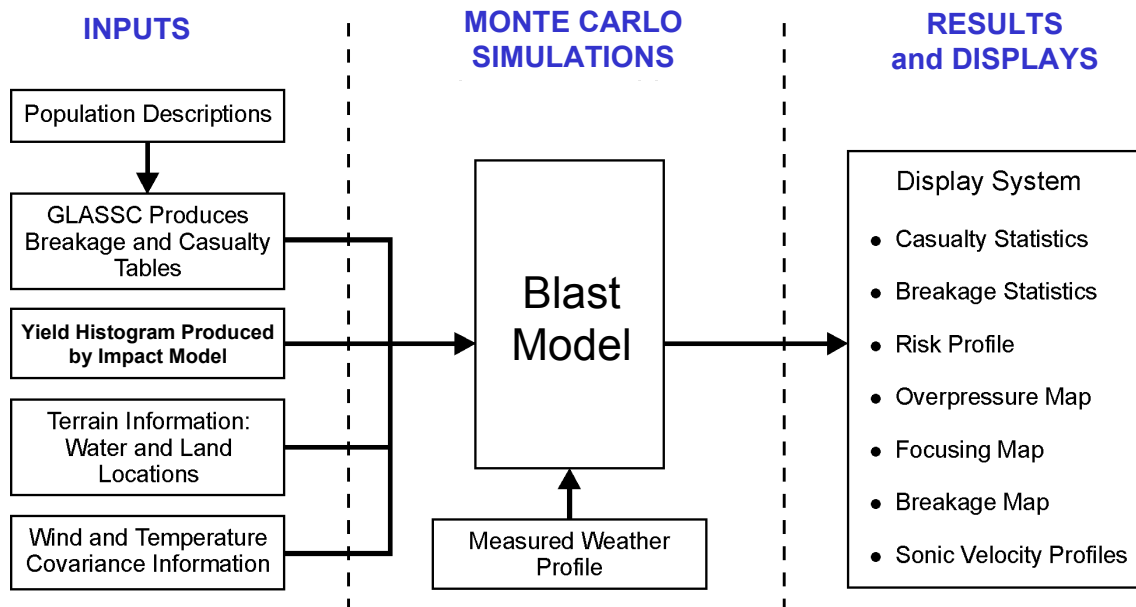 INPUTS
Population Descriptions
GLASSC Produces
Breakage and Casualty
Tables
Yield Histogram Produced
by Impact Model
Terrain Information:
Water and Land
Locations
Wind and Temperature
Covariance Information
MONTE CARLO
SIMULATIONS
Blast
Model
Measured Weather
Profile
RESULTS
and DISPLAYS
Display System
• Casualty Statistics
• Breakage Statistics
• Risk Profile
• Overpressure Map
• Focusing Map
• Breakage Map
• Sonic Velocity Profiles